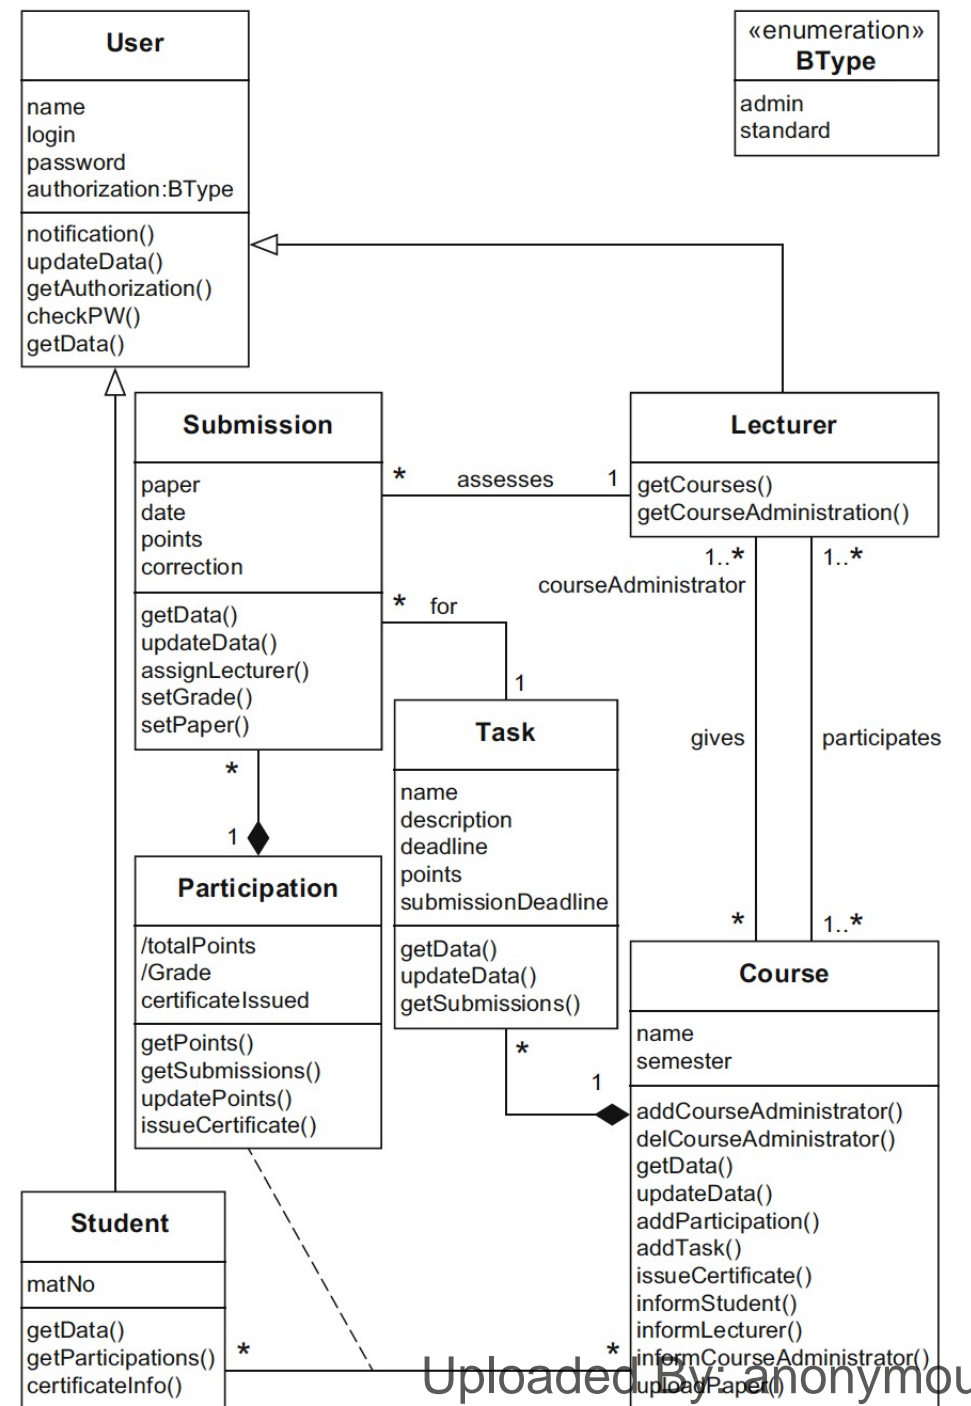 User
name
login
password
authorization:BType
notification()
updateData()
getAuthorization()
checkPW()
getData()
«enumeration»
BType
admin
standard
Submission
paper
date
points
correction
getData()
updateData()
assignLecturer()
setGrade()
setPaper()
* assesses 1
Lecturer
getCourses()
getCourseAdministration()
1..* 1..*
courseAdministrator
* for
1
gives participates
* 1..*
Task
name
description
deadline
points
submissionDeadline
getData()
updateData()
getSubmissions()
*
1
*
1
Participation
/totalPoints
/Grade
certificateIssued
getPoints()
getSubmissions()
updatePoints()
issueCertificate()
Course
name
semester
addCourseAdministrator()
delCourseAdministrator()
getData()
updateData()
addParticipation()
addTask()
issueCertificate()
informStudent()
informLecturer()
informCourseAdministrator()
uploadPaper()
Student
matNo
getData()
getParticipations()
certificateInfo()
* *
Uploaded By: anonymou